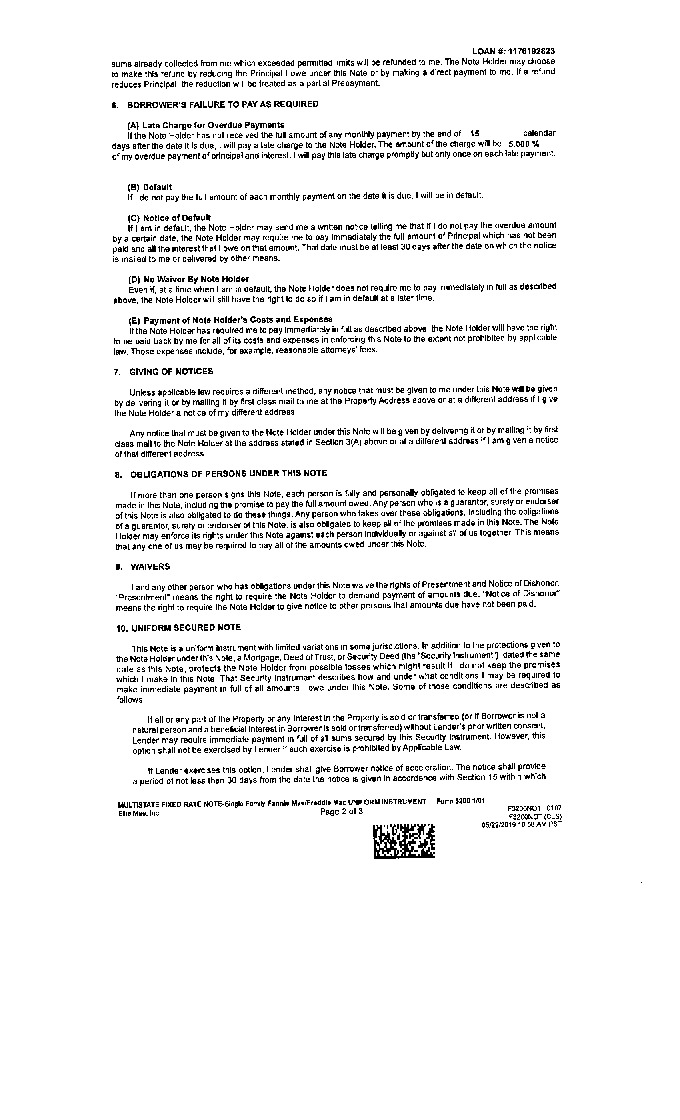 LOAN #: 1176192823
sums already collected from me which exceeded permitted limits will be refunded to me. The Note Holder may choose
to make this refund by reducing the Principal I owe under this Note or by making a direct payment to me. If a refund
reduces Principal, the reduction will be treated as a partial Prepayment.
6. BORROWER'S FAILURE TO PAY AS REQUIRED
(A) Late Charge for Overdue Payments
If the Note Holder has not received the full amount of any monthly payment by the end of 15 calendar
days after the date it is due, I will pay a late charge to the Note Holder. The amount of the charge will be 5.000 %
of my overdue payment of principal and interest. I will pay this late charge promptly but only once on each late payment.
(B) Default
If I do not pay the full amount of each monthly payment on the date it is due, I will be in default.
(C) Notice of Default
If I am in default, the Note Holder may send me a written notice telling me that if I do not pay the overdue amount
by a certain date, the Note Holder may require me to pay immediately the full amount of Principal which has not been
paid and all the interest that I owe on that amount. That date must be at least 30 days after the date on which the notice
is mailed to me or delivered by other means.
(D) No Waiver By Note Holder
Even if, at a time when I am in default, the Note Holder does not require me to pay immediately in full as described
above, the Note Holder will still have the right to do so if I am in default at a later time.
(E) Payment of Note Holder's Costs and Expenses
If the Note Holder has required me to pay immediately in full as described above, the Note Holder will have the right
to be paid back by me for all of its costs and expenses in enforcing this Note to the extent not prohibited by applicable
law. Those expenses include, for example, reasonable attorneys' fees.
7. GIVING OF NOTICES
Unless applicable law requires a different method, any notice that must be given to me under this Note will be given
by delivering it or by mailing it by first class mail to me at the Property Address above or at a different address if I give
the Note Holder a notice of my different address.
Any notice that must be given to the Note Holder under this Note will be given by delivering it or by mailing it by first
class mail to the Note Holder at the address stated in Section 3(A) above or at a different address if I am given a notice
of that different address.
8. OBLIGATIONS OF PERSONS UNDER THIS NOTE
If more than one person signs this Note, each person is fully and personally obligated to keep all of the promises
made in this Note, including the promise to pay the full amount owed. Any person who is a guarantor, surety or endorser
of this Note is also obligated to do these things. Any person who takes over these obligations, including the obligations
of a guarantor, surety or endorser of this Note, is also obligated to keep all of the promises made in this Note. The Note
Holder may enforce its rights under this Note against each person individually or against all of us together. This means
that any one of us may be required to pay all of the amounts owed under this Note.
9. WAIVERS
I and any other person who has obligations under this Note waive the rights of Presentment and Notice of Dishonor.
"Presentment" means the right to require the Note Holder to demand payment of amounts due. "Notice of Dishonor"
means the right to require the Note Holder to give notice to other persons that amounts due have not been paid.
10. UNIFORM SECURED NOTE
This Note is a uniform instrument with limited variations in some jurisdictions. In addition to the protections given to
the Note Holder under this Note, a Mortgage, Deed of Trust, or Security Deed (the "Security Instrument"), dated the same
date as this Note, protects the Note Holder from possible losses which might result if I do not keep the promises
which I make in this Note. That Security Instrument describes how and under what conditions I may be required to
make immediate payment in full of all amounts I owe under this Note. Some of those conditions are described as
follows:
If all or any part of the Property or any Interest in the Property is sold or transferred (or if Borrower is not a
natural person and a beneficial interest in Borrower is sold or transferred) without Lender's prior written consent,
Lender may require immediate payment in full of all sums secured by this Security Instrument. However, this
option shall not be exercised by Lender if such exercise is prohibited by Applicable Law.
If Lender exercises this option, Lender shall give Borrower notice of acceleration. The notice shall provide
a period of not less than 30 days from the date the notice is given in accordance with Section 15 within which
MULTISTATE FIXED RATE NOTE-Single Family-Fannie Mae/Freddie Mac UNIFORM INSTRUMENT Form 3200 1/01
Ellie Mae, Inc. Page 2 of 3 F3200NOT 0107
F3200NOT (CLS)
05/22/2019 10:58 AM PST